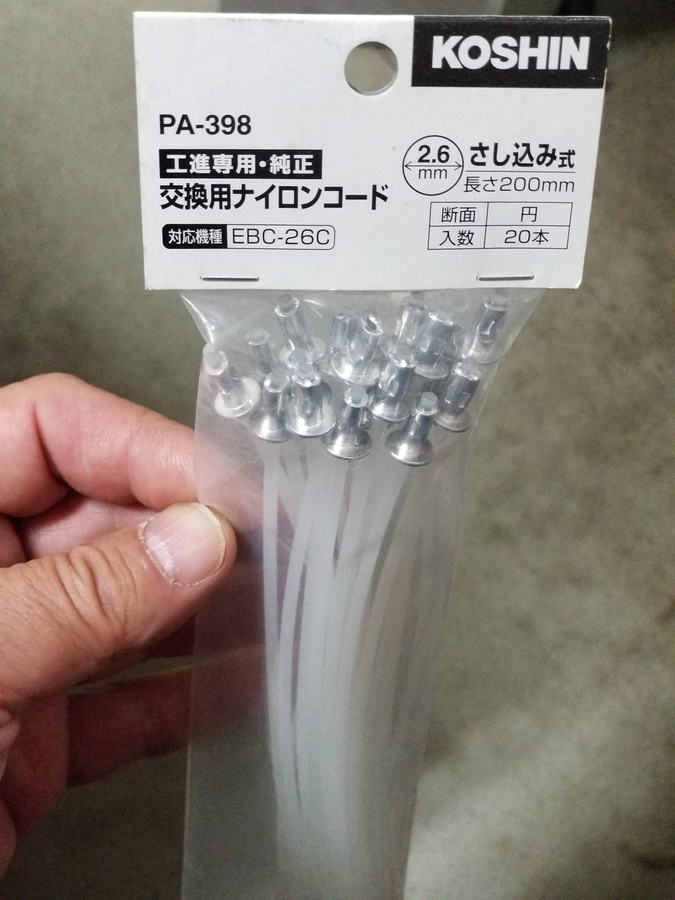 KOSHIN
PA-398
工進専用・純正
交換用ナイロンコード
対応機種 EBC-26C
2.6 mm
さし込み式
長さ200mm
断面 円
入数 20本